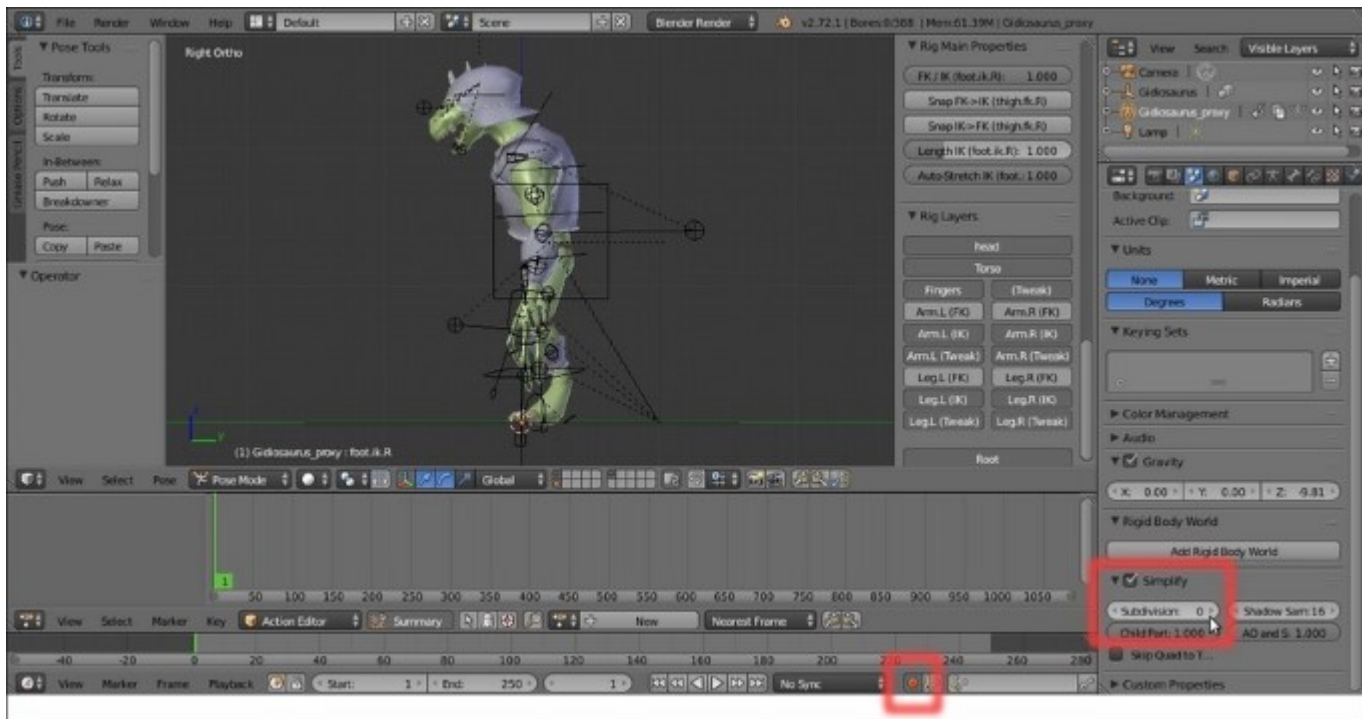 File Render Window Help Default Scene Blender Render v2.72.1 | Bones:0/368 | Mem:61.39M | Gidiosaurus_proxy
Tools
Options
Grease Pencil
Pose Tools
Transform:
Translate
Rotate
Scale
In-Between:
Push Relax
Breakdowner
Pose:
Copy Paste
Operator
Right Ortho
(1) Gidiosaurus_proxy : foot.ik.R
Rig Main Properties
FK / IK (foot.ik.R): 1.000
Snap FK->IK (thigh.fk.R)
Snap IK->FK (thigh.fk.R)
Length IK (foot.ik.R): 1.000
Auto-Stretch IK (foot.: 1.000
Rig Layers
head
Torso
Fingers (Tweak)
Arm.L (FK) Arm.R (FK)
Arm.L (IK) Arm.R (IK)
Arm.L (Tweak) Arm.R (Tweak)
Leg.L (FK) Leg.R (FK)
Leg.L (IK) Leg.R (IK)
Leg.L (Tweak) Leg.R (Tweak)
Root
View Search Visible Layers
Camera
Gidiosaurus
Gidiosaurus_proxy
Lamp
Background:
Active Clip:
Units
None Metric Imperial
Degrees Radians
Keying Sets
Color Management
Audio
Gravity
X: 0.00 Y: 0.00 Z: -9.81
Rigid Body World
Add Rigid Body World
Simplify
Subdivision: 0 Shadow Sam:16
Child Part: 1.000 AO and S: 1.000
Skip Quad to T...
Custom Properties
View Select Pose Pose Mode Global
1
50 100 150 200 250 300 350 400 450 500 550 600 650 700 750 800 850 900 950 1000 1050
View Select Marker Key Action Editor Summary New Nearest Frame
-40 -20 0 20 40 60 80 100 120 140 160 180 200 220 240 260 280
View Marker Frame Playback Start: 1 End: 250 1 No Sync